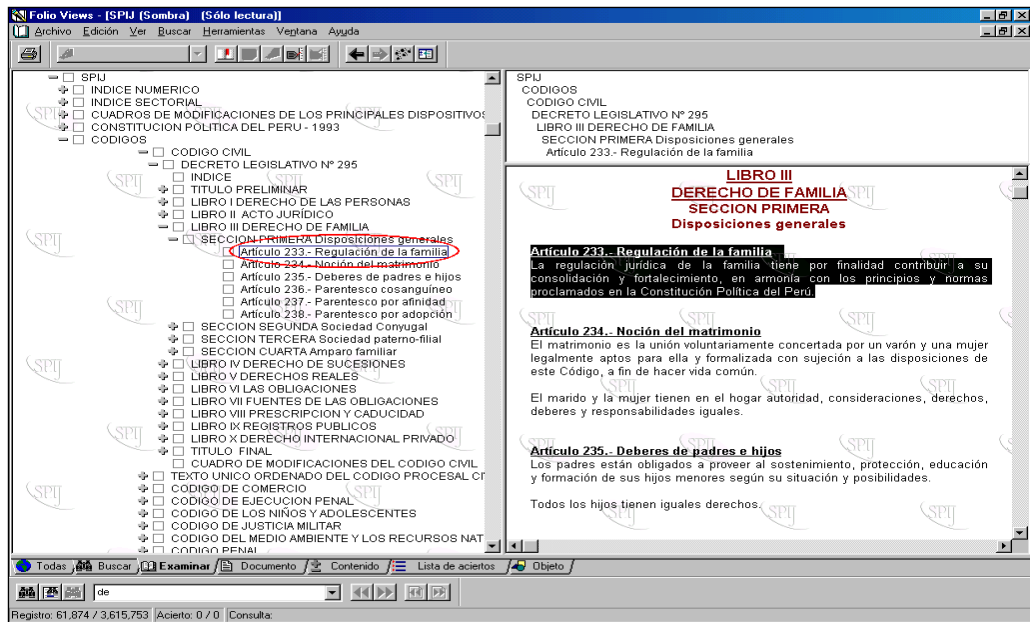 Folio Views - [SPIJ (Sombra) (Sólo lectura)]
Archivo Edición Ver Buscar Herramientas Ventana Ayuda
SPIJ
INDICE NUMERICO
INDICE SECTORIAL
CUADROS DE MODIFICACIONES DE LOS PRINCIPALES DISPOSITIVOS
CONSTITUCION POLITICA DEL PERU - 1993
CODIGOS
CODIGO CIVIL
DECRETO LEGISLATIVO Nº 295
INDICE
TITULO PRELIMINAR
LIBRO I DERECHO DE LAS PERSONAS
LIBRO II ACTO JURÍDICO
LIBRO III DERECHO DE FAMILIA
SECCION PRIMERA Disposiciones generales
Artículo 233.- Regulación de la familia
Artículo 234.- Noción del matrimonio
Artículo 235.- Deberes de padres e hijos
Artículo 236.- Parentesco cosanguíneo
Artículo 237.- Parentesco por afinidad
Artículo 238.- Parentesco por adopción
SECCION SEGUNDA Sociedad Conyugal
SECCION TERCERA Sociedad paterno-filial
SECCION CUARTA Amparo familiar
LIBRO IV DERECHO DE SUCESIONES
LIBRO V DERECHOS REALES
LIBRO VI LAS OBLIGACIONES
LIBRO VII FUENTES DE LAS OBLIGACIONES
LIBRO VIII PRESCRIPCION Y CADUCIDAD
LIBRO IX REGISTROS PUBLICOS
LIBRO X DERECHO INTERNACIONAL PRIVADO
TITULO FINAL
CUADRO DE MODIFICACIONES DEL CODIGO CIVIL
TEXTO UNICO ORDENADO DEL CODIGO PROCESAL CI
CODIGO DE COMERCIO
CODIGO DE EJECUCION PENAL
CODIGO DE LOS NIÑOS Y ADOLESCENTES
CODIGO DE JUSTICIA MILITAR
CODIGO DEL MEDIO AMBIENTE Y LOS RECURSOS NAT
CODIGO PENAL
SPIJ
CODIGOS
CODIGO CIVIL
DECRETO LEGISLATIVO Nº 295
LIBRO III DERECHO DE FAMILIA
SECCION PRIMERA Disposiciones generales
Artículo 233.- Regulación de la familia
LIBRO III
DERECHO DE FAMILIA
SECCION PRIMERA
Disposiciones generales
Artículo 233.- Regulación de la familia
La regulación jurídica de la familia tiene por finalidad contribuir a su
consolidación y fortalecimiento, en armonía con los principios y normas
proclamados en la Constitución Política del Perú.
Artículo 234.- Noción del matrimonio
El matrimonio es la unión voluntariamente concertada por un varón y una mujer
legalmente aptos para ella y formalizada con sujeción a las disposiciones de
este Código, a fin de hacer vida común.
El marido y la mujer tienen en el hogar autoridad, consideraciones, derechos,
deberes y responsabilidades iguales.
Artículo 235.- Deberes de padres e hijos
Los padres están obligados a proveer al sostenimiento, protección, educación
y formación de sus hijos menores según su situación y posibilidades.
Todos los hijos tienen iguales derechos.
Todas Buscar Examinar Documento Contenido Lista de aciertos Objeto
de
Registro: 61,874 / 3,615,753 Acierto: 0 / 0 Consulta: